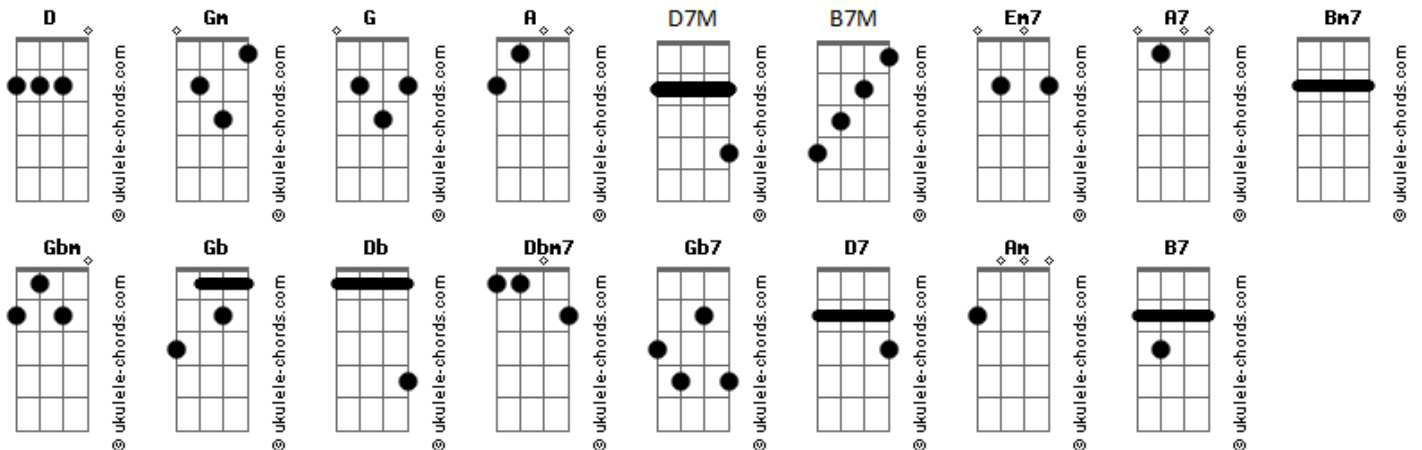 D Gm G A D7M B7M Em7 A7 Bm7
© ukulele-chords.com © ukulele-chords.com © ukulele-chords.com © ukulele-chords.com © ukulele-chords.com © ukulele-chords.com © ukulele-chords.com © ukulele-chords.com © ukulele-chords.com
Gbm Gb Db Dbm7 Gb7 D7 Am B7
© ukulele-chords.com © ukulele-chords.com © ukulele-chords.com © ukulele-chords.com © ukulele-chords.com © ukulele-chords.com © ukulele-chords.com © ukulele-chords.com